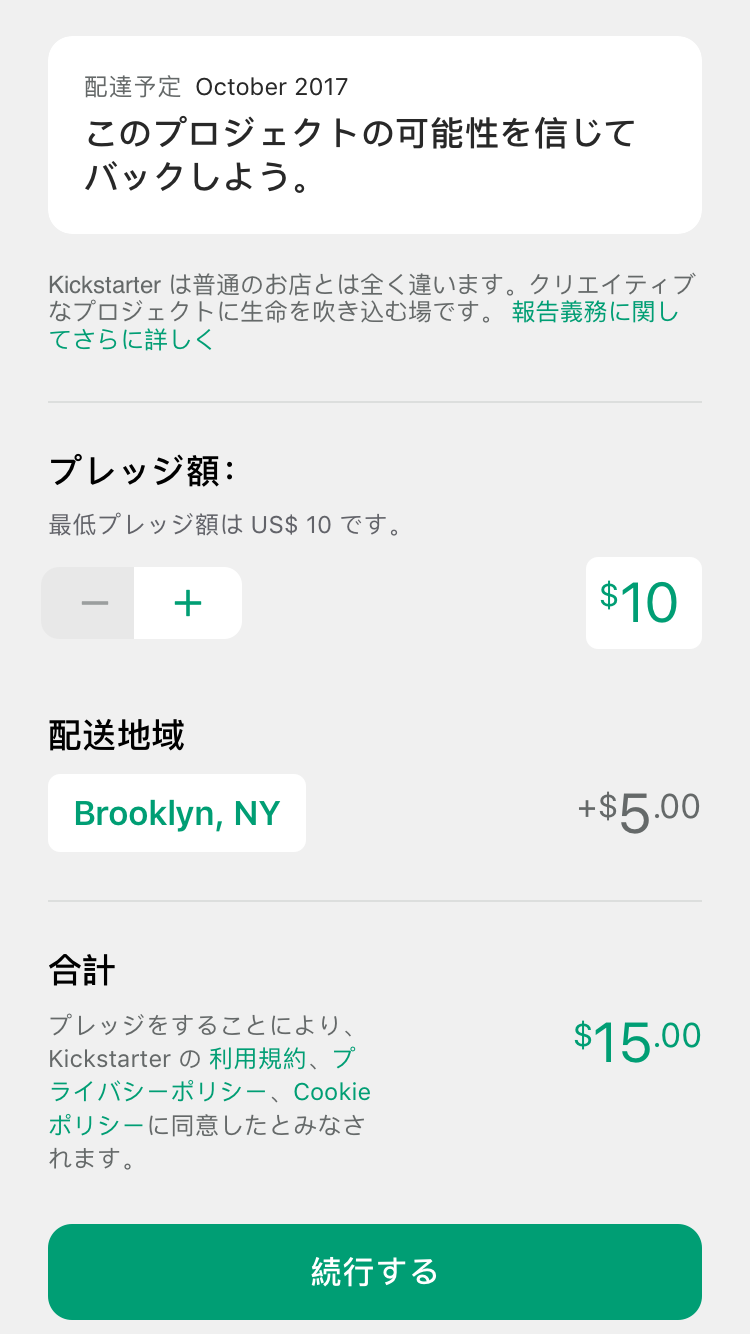 配達予定 October 2017
このプロジェクトの可能性を信じて
バックしよう。
Kickstarter は普通のお店とは全く違います。クリエイティブ
なプロジェクトに生命を吹き込む場です。 報告義務に関し
てさらに詳しく
プレッジ額：
最低プレッジ額は US$ 10 です。
− +
$10
配送地域
Brooklyn, NY
+$5.00
合計
プレッジをすることにより、
Kickstarter の 利用規約、プ
ライバシーポリシー、Cookie
ポリシーに同意したとみなさ
れます。
$15.00
続行する